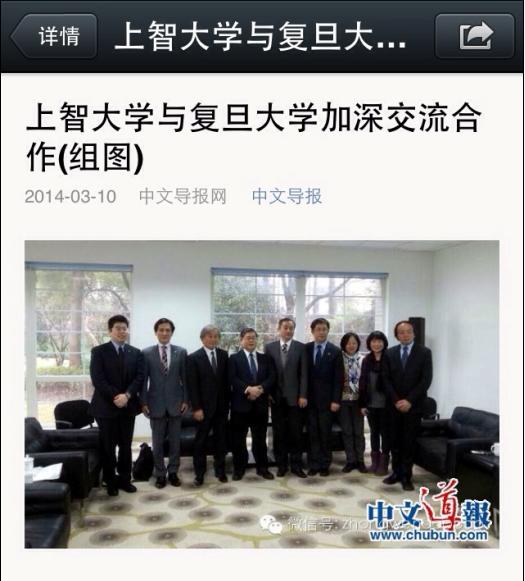 详情
上智大学与复旦大...
上智大学与复旦大学加深交流合
作(组图)
2014-03-10 中文导报网 中文导报
微信号:
中文導報
www.chubun.com